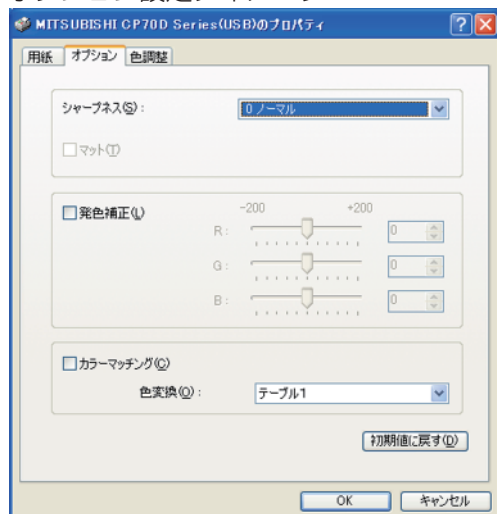 MITSUBISHI CP70D Series(USB)のプロパティ
用紙 オプション 色調整
シャープネス(S): 0 ノーマル
マット(T)
発色補正(L) -200 +200
R: 0
G: 0
B: 0
カラーマッチング(C)
色変換(O): テーブル1
初期値に戻す(D)
OK キャンセル